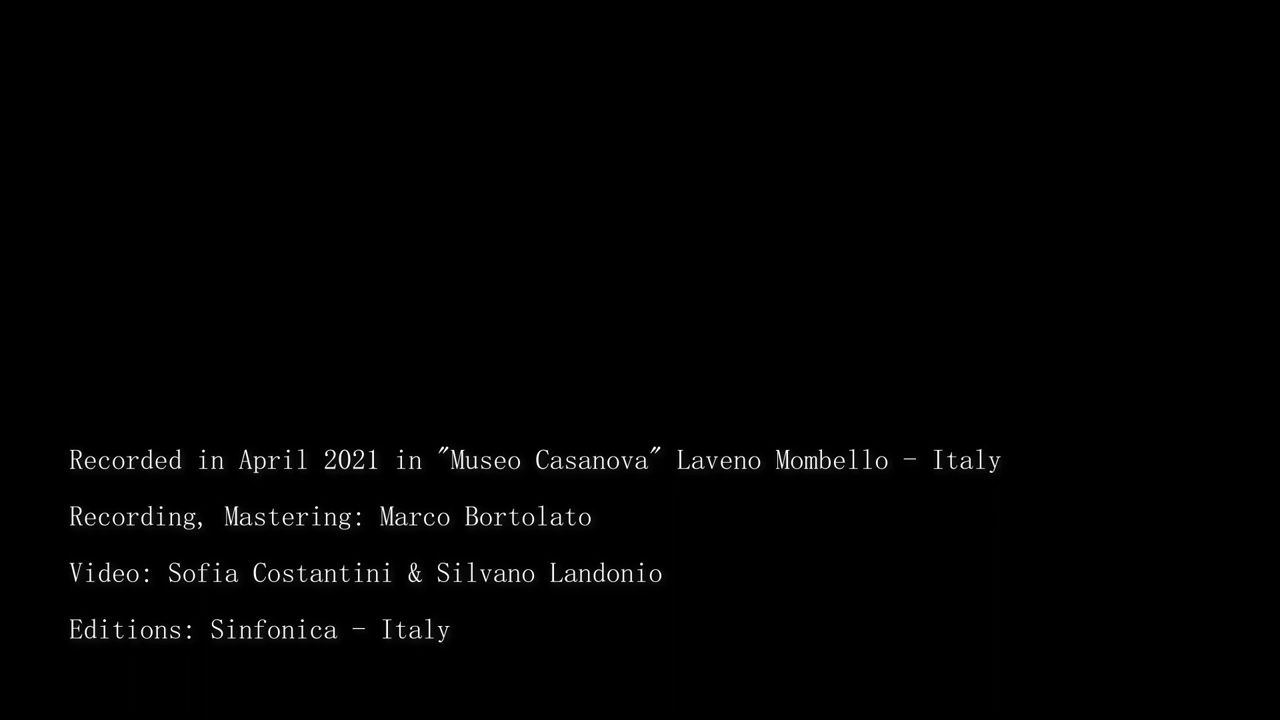 Recorded in April 2021 in "Museo Casanova" Laveno Mombello - Italy
Recording, Mastering: Marco Bortolato
Video: Sofia Costantini & Silvano Landonio
Editions: Sinfonica - Italy